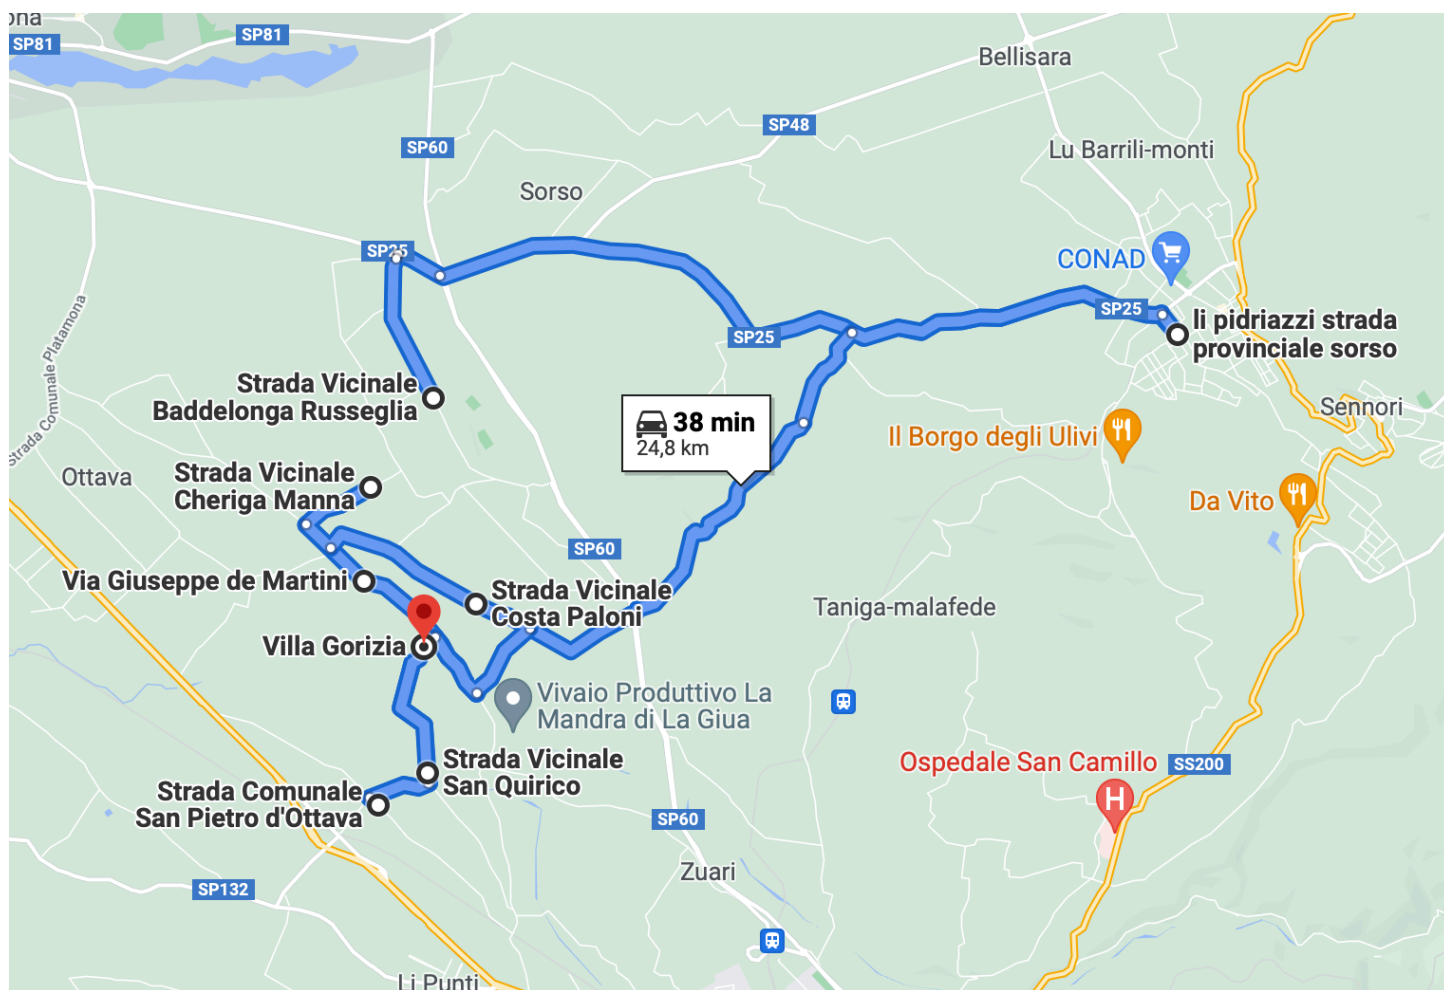 ona
SP81
SP81
Bellisara
SP48
SP60
Lu Barrili-monti
Sorso
SP25
CONAD
SP25
li pidriazzi strada
provinciale sorso
SP25
Strada Comunale Platamona
Strada Vicinale
Baddelonga Russeglia
38 min
24,8 km
Sennori
Il Borgo degli Ulivi
Ottava
Strada Vicinale
Cheriga Manna
Da Vito
SP60
Via Giuseppe de Martini
Strada Vicinale
Costa Paloni
Taniga-malafede
Villa Gorizia
Vivaio Produttivo La
Mandra di La Giua
Strada Vicinale
San Quirico
Ospedale San Camillo
SS200
H
Strada Comunale
San Pietro d'Ottava
SP60
Zuari
SP132
Li Punti